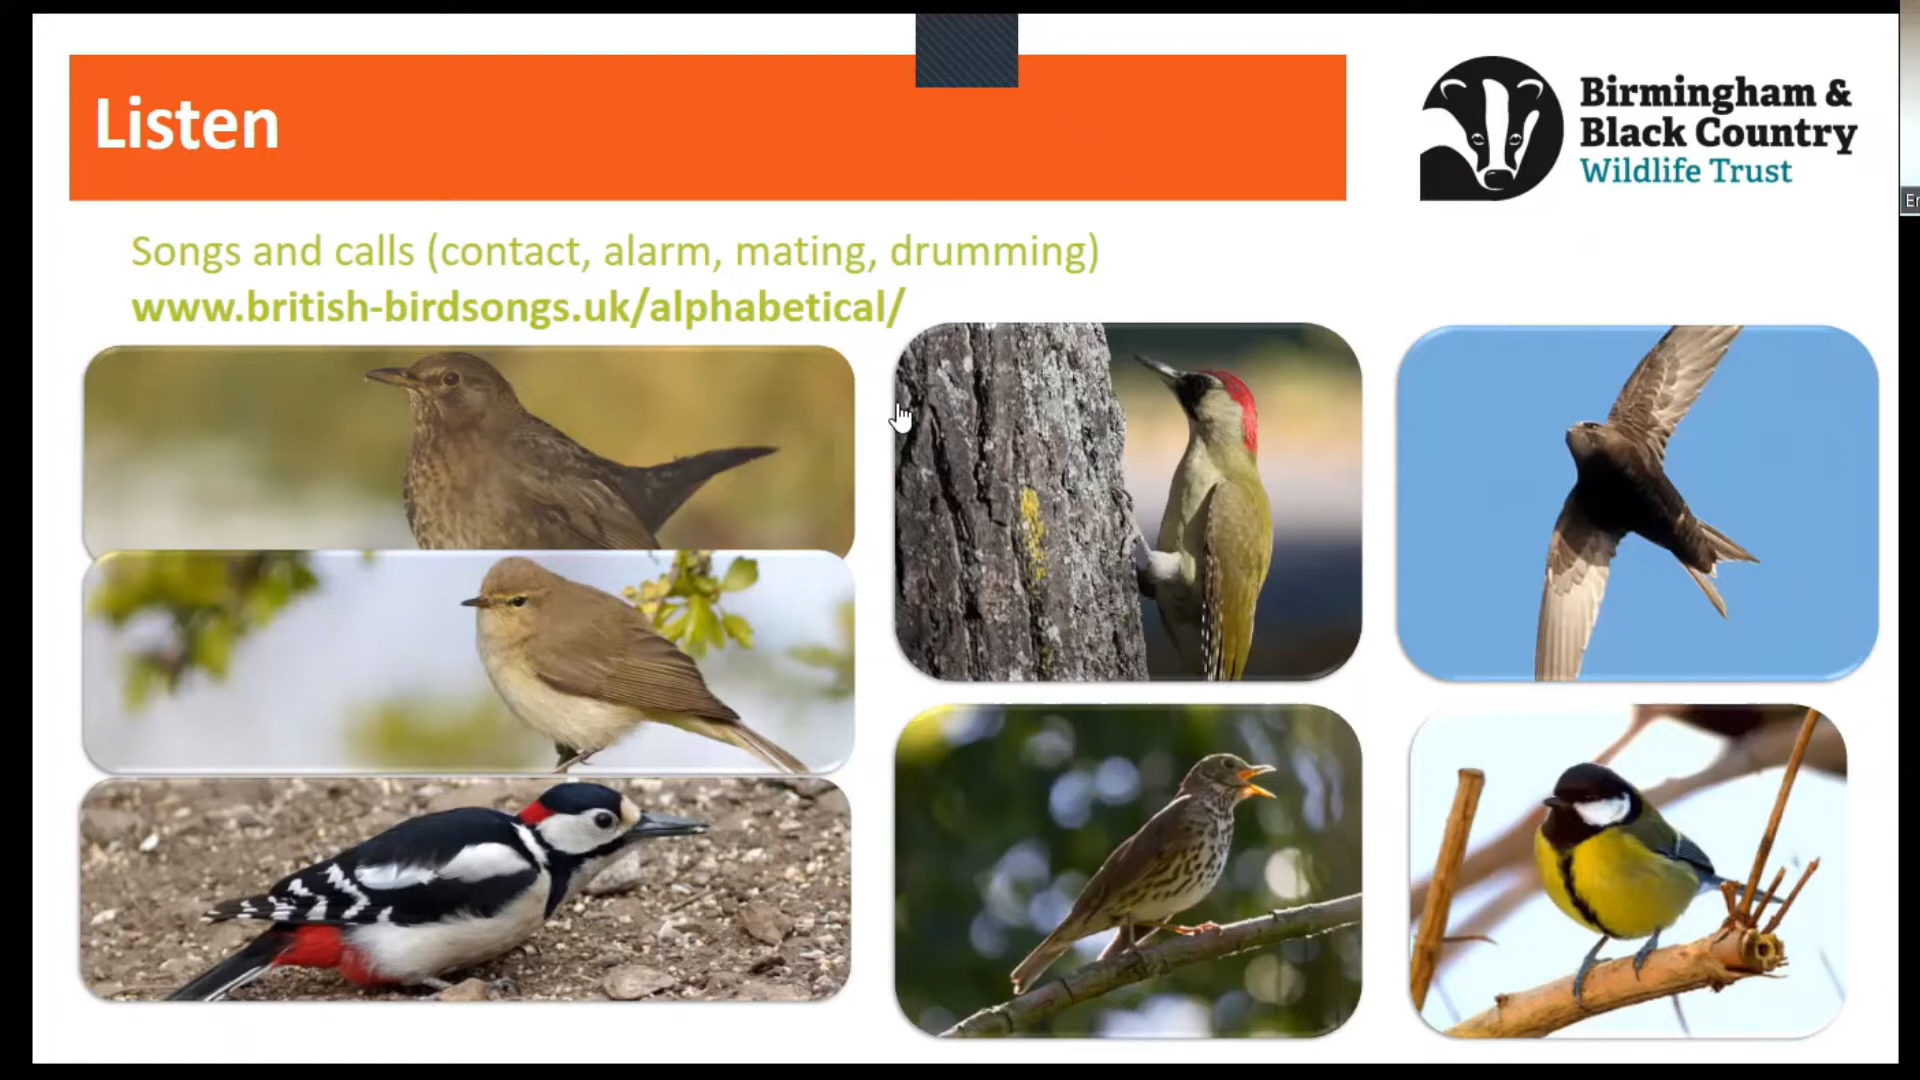 Listen
Birmingham &
Black Country
Wildlife Trust
Songs and calls (contact, alarm, mating, drumming)
www.british-birdsongs.uk/alphabetical/